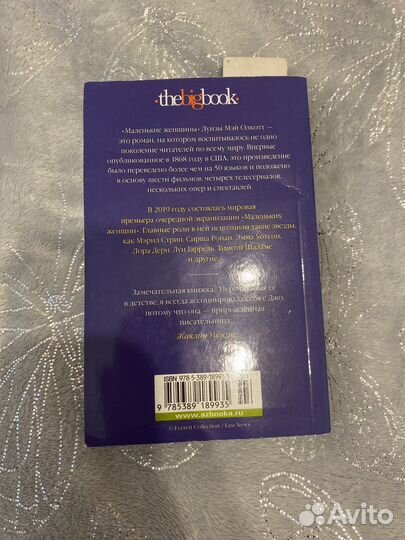 ·thebigbook·
«Маленькие женщины» Луизы Мэй Олкотт —
это роман, на котором воспитывалось не одно
поколение читателей по всему миру. Впервые
опубликованное в 1868 году в США, это произведение
было переведено более чем на 50 языков и положено
в основу шести фильмов, четырех телесериалов,
нескольких опер и спектаклей.
В 2019 году состоялась мировая
премьера очередной экранизации «Маленьких
женщин». Главные роли в ней исполнили такие звезды,
как Мэрил Стрип, Сирша Ронан, Эмма Уотсон,
Лора Дерн, Луи Гаррель, Тимоти Шаламе
и другие.
Замечательная книжка! Перечитывая ее
в детстве, я всегда ассоциировала себя с Джо,
потому что она — прирожденная
писательница.
Жаклин
ISBN 978-5-389-18993-5
9 785389 189935
www.azbooka.ru
© Everett Collection / East News
Avito